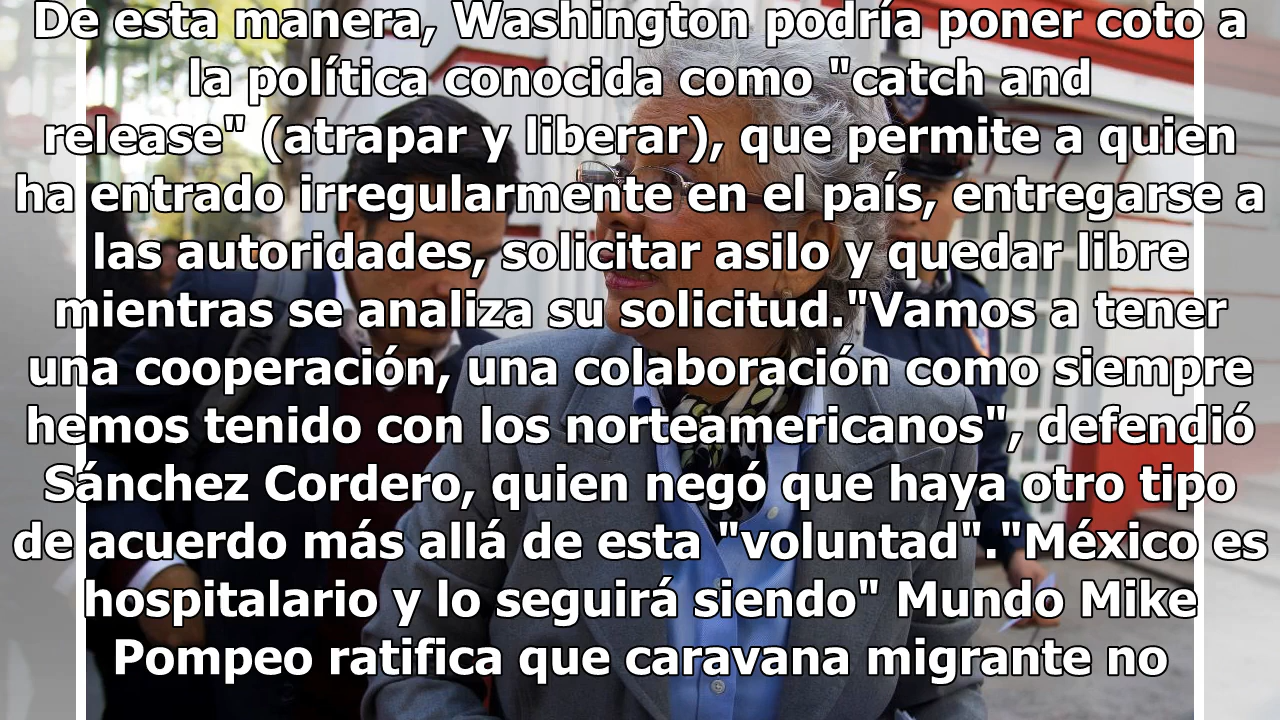 De esta manera, Washington podría poner coto a
la política conocida como "catch and
release" (atrapar y liberar), que permite a quien
ha entrado irregularmente en el país, entregarse a
las autoridades, solicitar asilo y quedar libre
mientras se analiza su solicitud."Vamos a tener
una cooperación, una colaboración como siempre
hemos tenido con los norteamericanos", defendió
Sánchez Cordero, quien negó que haya otro tipo
de acuerdo más allá de esta "voluntad"."México es
hospitalario y lo seguirá siendo" Mundo Mike
Pompeo ratifica que caravana migrante no